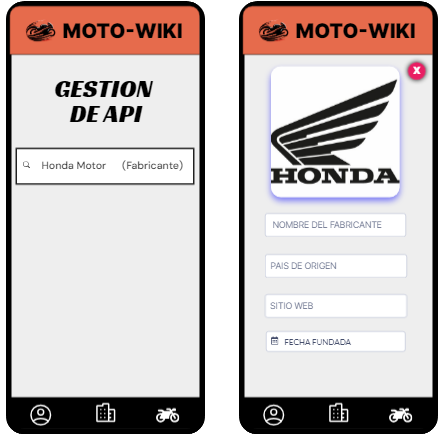 MOTO-WIKI
GESTION
DE API
Honda Motor (Fabricante)
MOTO-WIKI
X
HONDA
NOMBRE DEL FABRICANTE
PAIS DE ORIGEN
SITIO WEB
FECHA FUNDADA